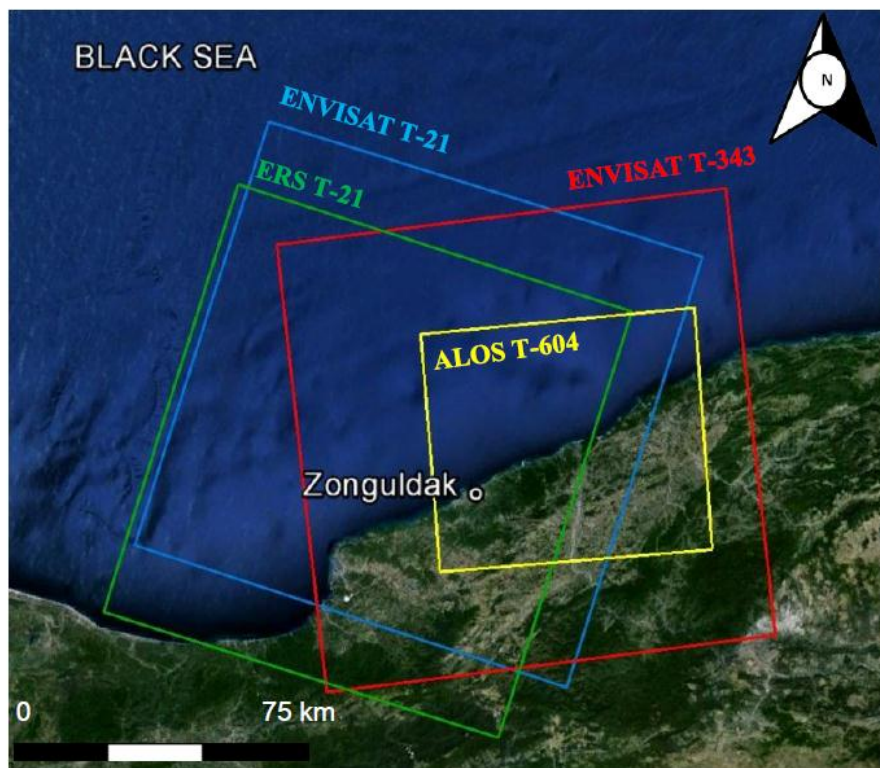 BLACK SEA
N
ENVISAT T-21
ENVISAT T-343
ERS T-21
ALOS T-604
Zonguldak
0 75 km